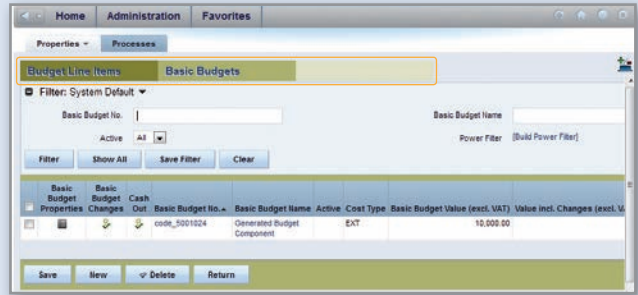 Home Administration Favorites
Properties Processes
Budget Line Items Basic Budgets
Filter: System Default
Basic Budget No. Basic Budget Name
Active All Power Filter [Build Power Filter]
Filter Show All Save Filter Clear
Basic Budget Properties Basic Budget Changes Cash Out Basic Budget No. Basic Budget Name Active Cost Type Basic Budget Value (excl. VAT) Value incl. Changes (excl. V
code_5001024 Generated Budget Component EXT 10,000.00
Save New Delete Return